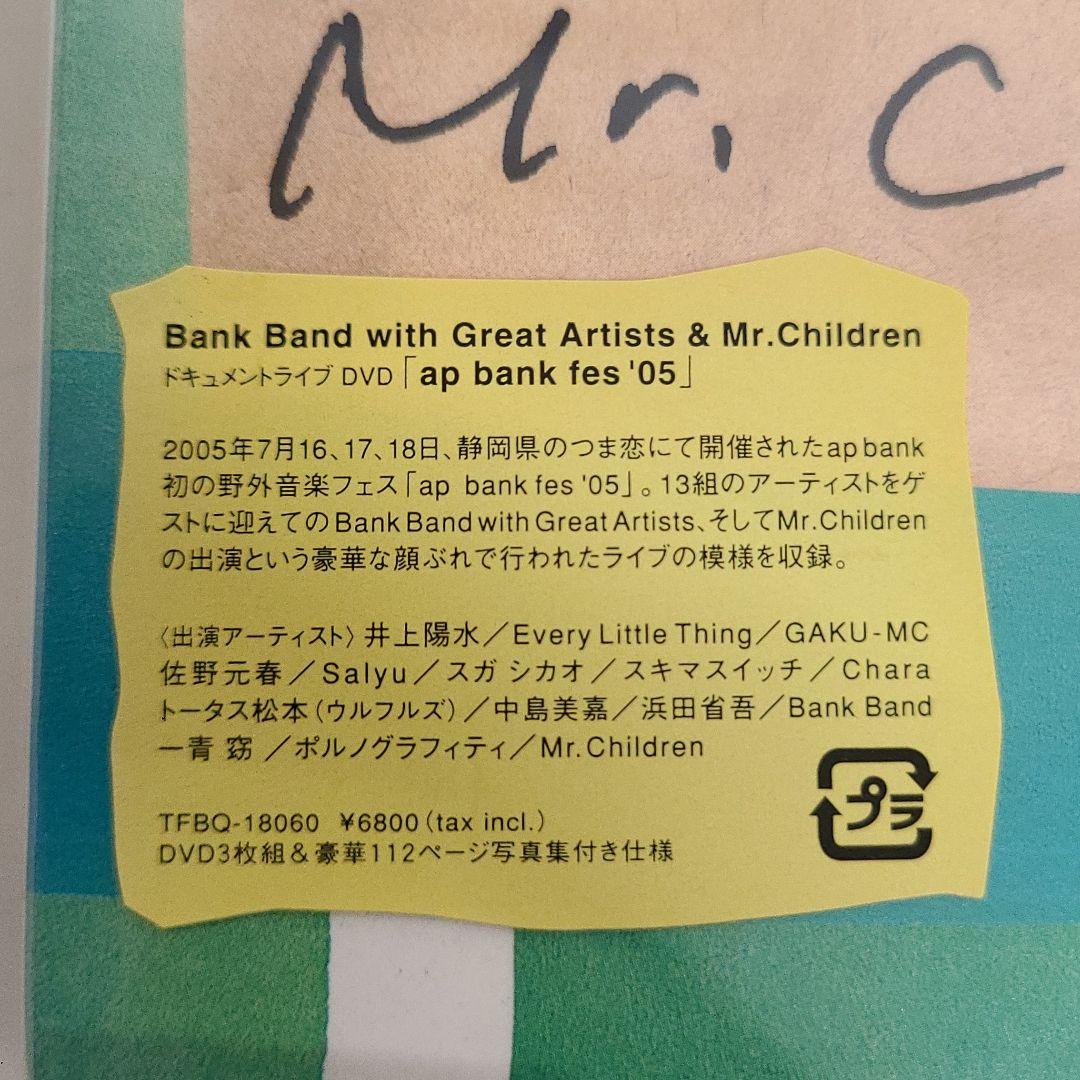 Mr. C
Bank Band with Great Artists & Mr.Children
ドキュメントライブ DVD「ap bank fes '05」
2005年7月16、17、18日、静岡県のつま恋にて開催されたap bank
初の野外音楽フェス「ap bank fes '05」。13組のアーティストをゲ
ストに迎えてのBank Band with Great Artists、そしてMr.Children
の出演という豪華な顔ぶれで行われたライブの模様を収録。
〈出演アーティスト〉井上陽水／Every Little Thing／GAKU-MC
佐野元春／Salyu／スガ シカオ／スキマスイッチ／Chara
トータス松本（ウルフルズ）／中島美嘉／浜田省吾／Bank Band
一青 窈 ／ポルノグラフィティ／Mr.Children
プラ
TFBQ-18060 ¥6800（tax incl.）
DVD3枚組＆豪華112ページ写真集付き仕様